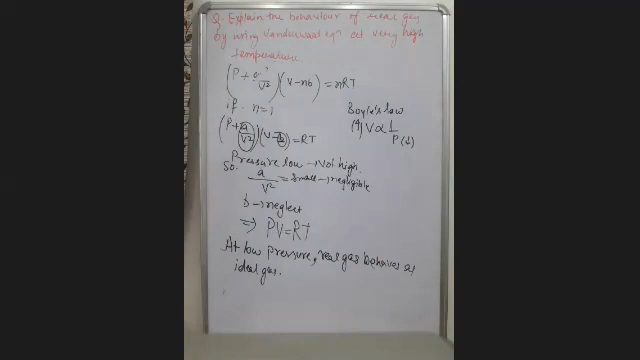 Q. Explain the behaviour of real gas
by using Vanderwaal eqⁿ at very high
temperature
(P + a/V²)(V - nb) = nRT
if n=1
Boyle's law
(↑) V ∝ 1/P(↓)
(P + a/V²)(V - b) = RT
Pressure low → Vol high
So a/V² = small → negligible
b → neglect
⇒ PV = RT
At low pressure, real gas behaves as
ideal gas.